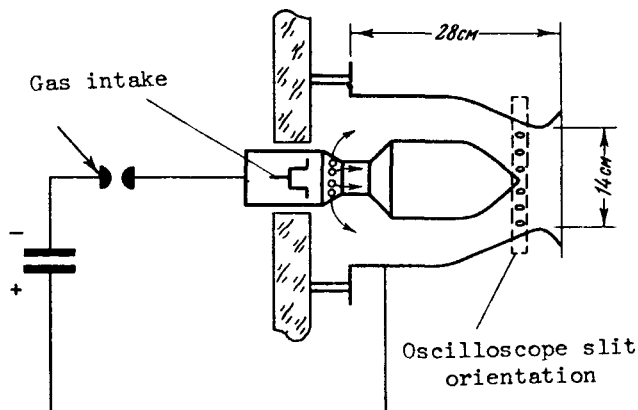 28см
Gas intake
14см
−
+
Oscilloscope slit
orientation